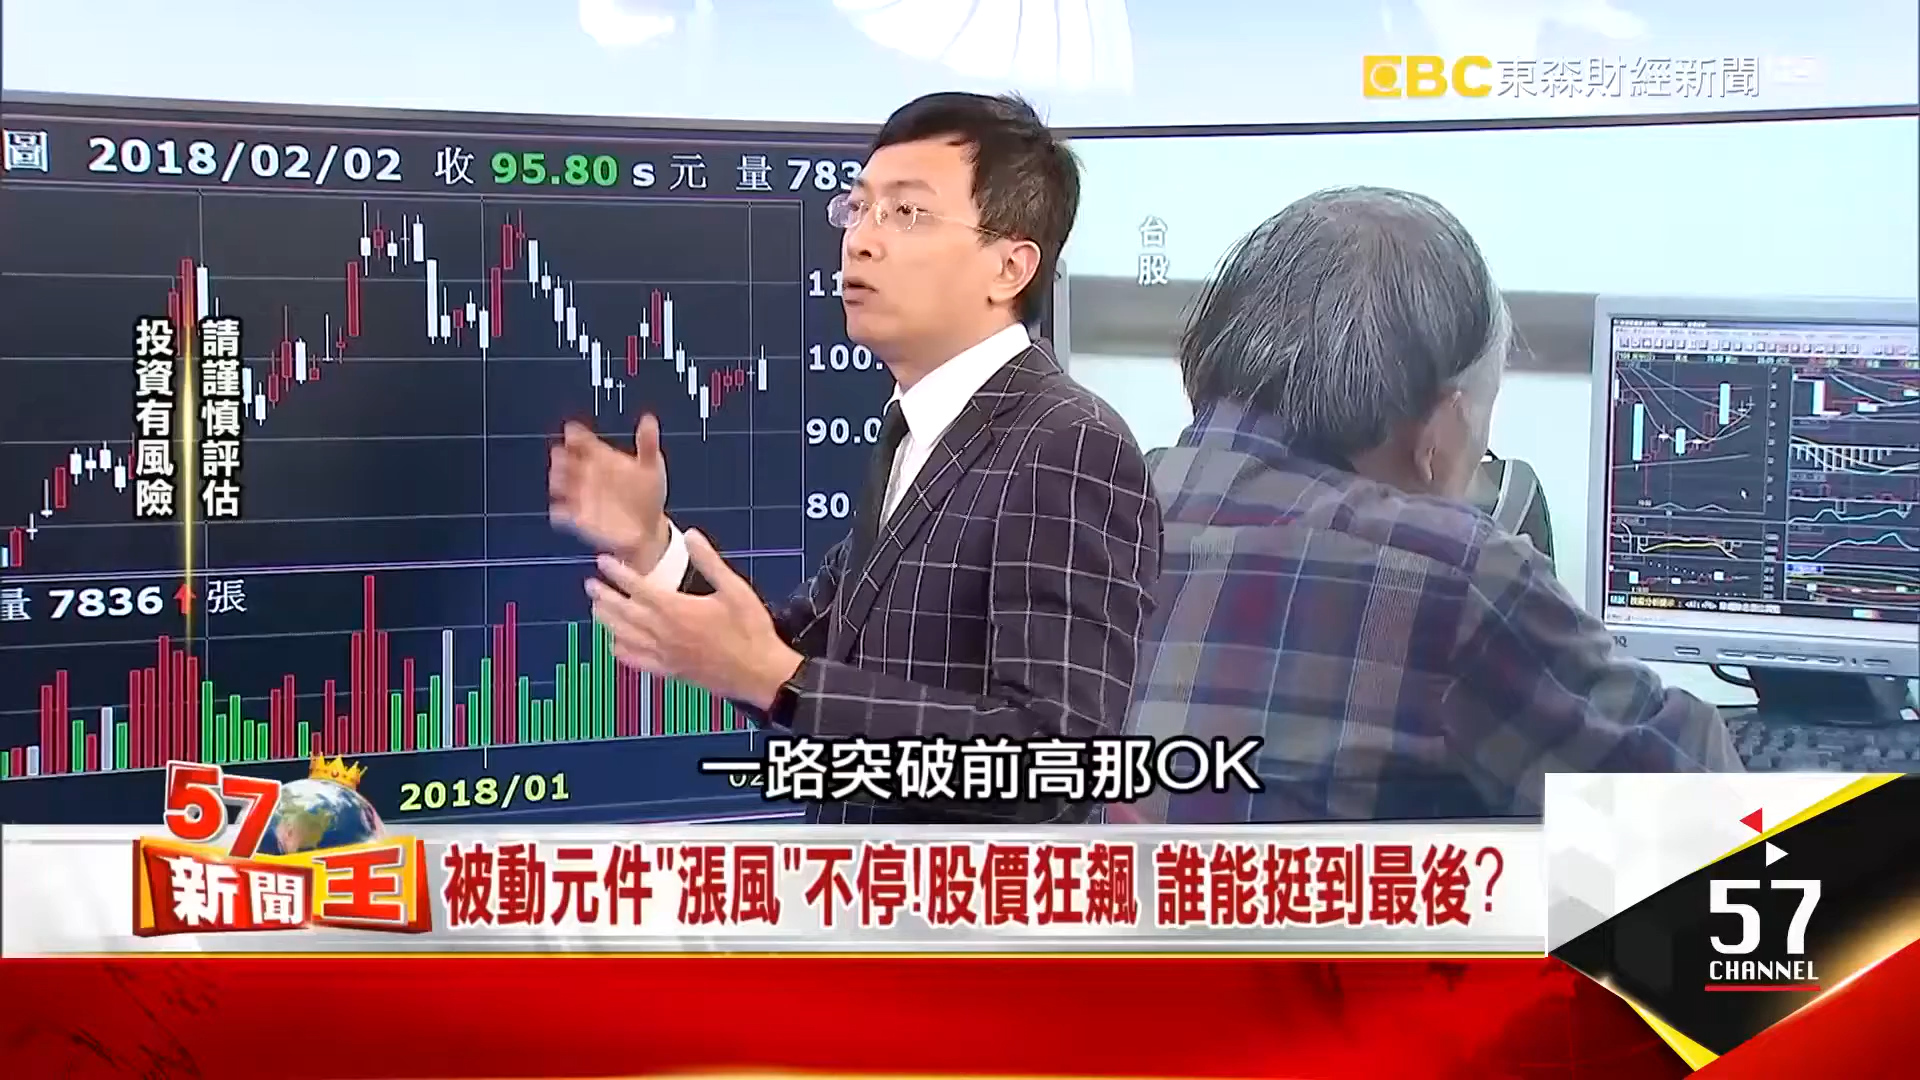 EBC東森財經新聞
圖 2018/02/02 收 95.80 s 元 量 783
台股
110
100.
90.0
80.
請謹慎評估
投資有風險
量 7836 張
2018/01
02
一路突破前高那OK
57
新聞王
被動元件"漲風"不停!股價狂飆 誰能挺到最後?
57
CHANNEL